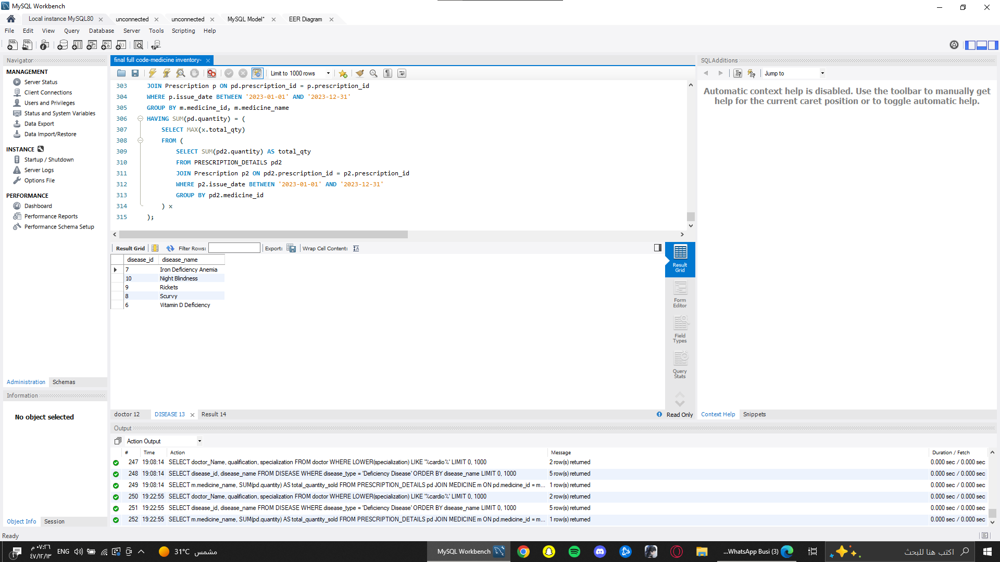 MySQL Workbench
Local instance MySQL80
unconnected
unconnected
MySQL Model*
EER Diagram
File Edit View Query Database Server Tools Scripting Help
Navigator
MANAGEMENT
Server Status
Client Connections
Users and Privileges
Status and System Variables
Data Export
Data Import/Restore
INSTANCE
Startup / Shutdown
Server Logs
Options File
PERFORMANCE
Dashboard
Performance Reports
Performance Schema Setup
Administration Schemas
Information
No object selected
Object Info Session
final full code-medicine inventory-
Limit to 1000 rows
303 JOIN Prescription p ON pd.prescription_id = p.prescription_id
304 WHERE p.issue_date BETWEEN '2023-01-01' AND '2023-12-31'
305 GROUP BY m.medicine_id, m.medicine_name
306 HAVING SUM(pd.quantity) = (
307 SELECT MAX(x.total_qty)
308 FROM (
309 SELECT SUM(pd2.quantity) AS total_qty
310 FROM PRESCRIPTION_DETAILS pd2
311 JOIN Prescription p2 ON pd2.prescription_id = p2.prescription_id
312 WHERE p2.issue_date BETWEEN '2023-01-01' AND '2023-12-31'
313 GROUP BY pd2.medicine_id
314 ) x
315 );
Result Grid Filter Rows: Export: Wrap Cell Content:
disease_id disease_name
7 Iron Deficiency Anemia
10 Night Blindness
9 Rickets
8 Scurvy
6 Vitamin D Deficiency
Result Grid
Form Editor
Field Types
Query Stats
doctor 12 DISEASE 13 Result 14
Read Only
SQLAdditions
Jump to
Automatic context help is disabled. Use the toolbar to manually get
help for the current caret position or to toggle automatic help.
Context Help Snippets
Output
Action Output
# Time Action Message Duration / Fetch
247 19:08:14 SELECT doctor_Name, qualification, specialization FROM doctor WHERE LOWER(specialization) LIKE '%cardio%' LIMIT 0, 1000 2 row(s) returned 0.000 sec / 0.000 sec
248 19:08:14 SELECT disease_id, disease_name FROM DISEASE WHERE disease_type = 'Deficiency Disease' ORDER BY disease_name LIMIT 0, 1000 5 row(s) returned 0.000 sec / 0.000 sec
249 19:08:14 SELECT m.medicine_name, SUM(pd.quantity) AS total_quantity_sold FROM PRESCRIPTION_DETAILS pd JOIN MEDICINE m ON pd.medicine_id = m... 1 row(s) returned 0.000 sec / 0.000 sec
250 19:22:55 SELECT doctor_Name, qualification, specialization FROM doctor WHERE LOWER(specialization) LIKE '%cardio%' LIMIT 0, 1000 2 row(s) returned 0.000 sec / 0.000 sec
251 19:22:55 SELECT disease_id, disease_name FROM DISEASE WHERE disease_type = 'Deficiency Disease' ORDER BY disease_name LIMIT 0, 1000 5 row(s) returned 0.000 sec / 0.000 sec
252 19:22:55 SELECT m.medicine_name, SUM(pd.quantity) AS total_quantity_sold FROM PRESCRIPTION_DETAILS pd JOIN MEDICINE m ON pd.medicine_id = m... 1 row(s) returned 0.000 sec / 0.000 sec
Ready
٠٧:٢٦ م
٤٧/١٢/١٣
ENG
31°C مشمس
MySQL Workbench
...WhatsApp Busi (3)
اكتب هنا للبحث